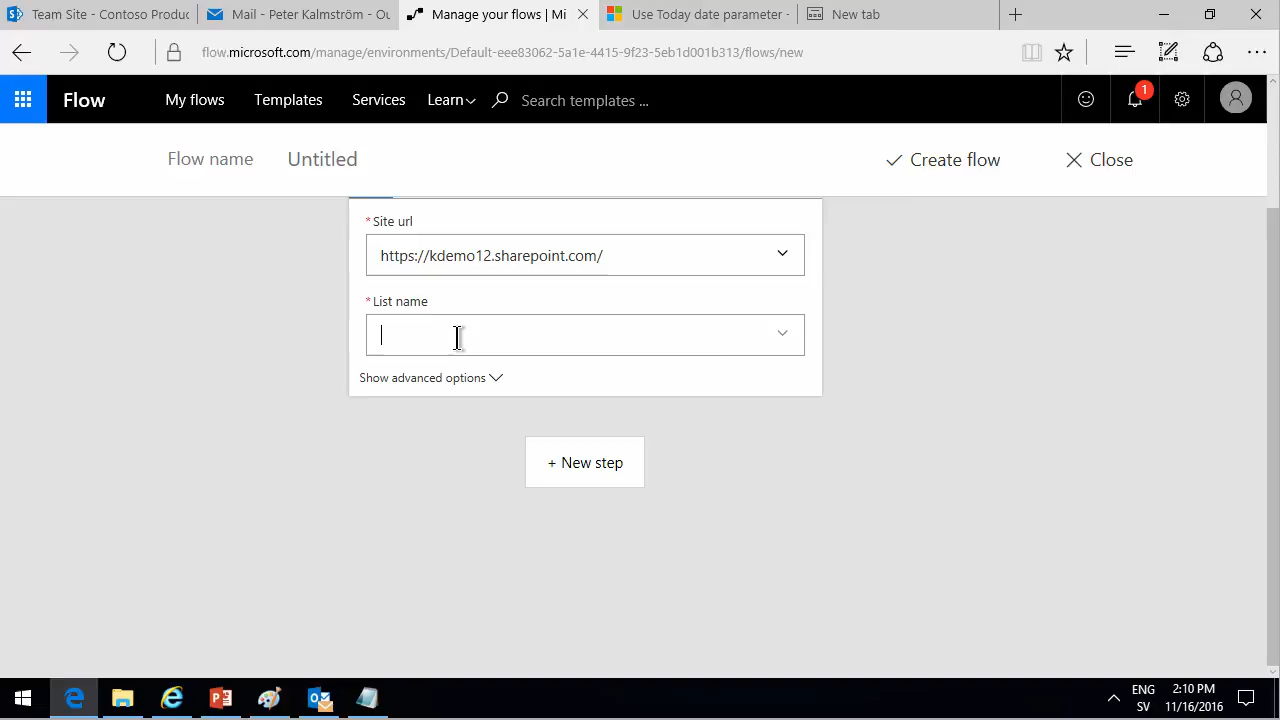 Team Site - Contoso Produc
Mail - Peter Kalmström - Ou
Manage your flows | Mi
Use Today date parameter -
New tab
flow.microsoft.com/manage/environments/Default-eee83062-5a1e-4415-9f23-5eb1d001b313/flows/new
Flow
My flows
Templates
Services
Learn
Search templates ...
1
Flow name
Untitled
Create flow
Close
*Site url
https://kdemo12.sharepoint.com/
*List name
Show advanced options
+ New step
ENG
SV
2:10 PM
11/16/2016